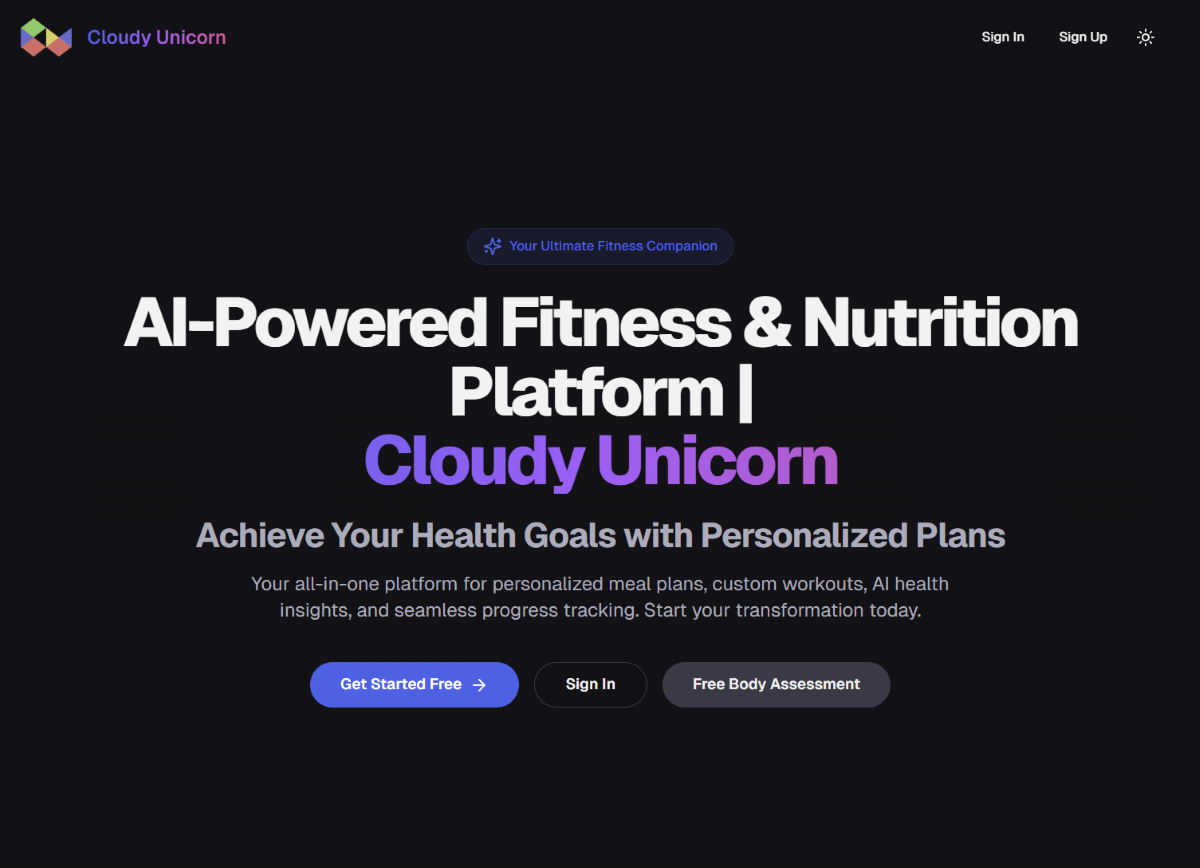 Cloudy Unicorn
Sign In
Sign Up
Your Ultimate Fitness Companion
AI-Powered Fitness & Nutrition
Platform |
Cloudy Unicorn
Achieve Your Health Goals with Personalized Plans
Your all-in-one platform for personalized meal plans, custom workouts, AI health
insights, and seamless progress tracking. Start your transformation today.
Get Started Free
Sign In
Free Body Assessment